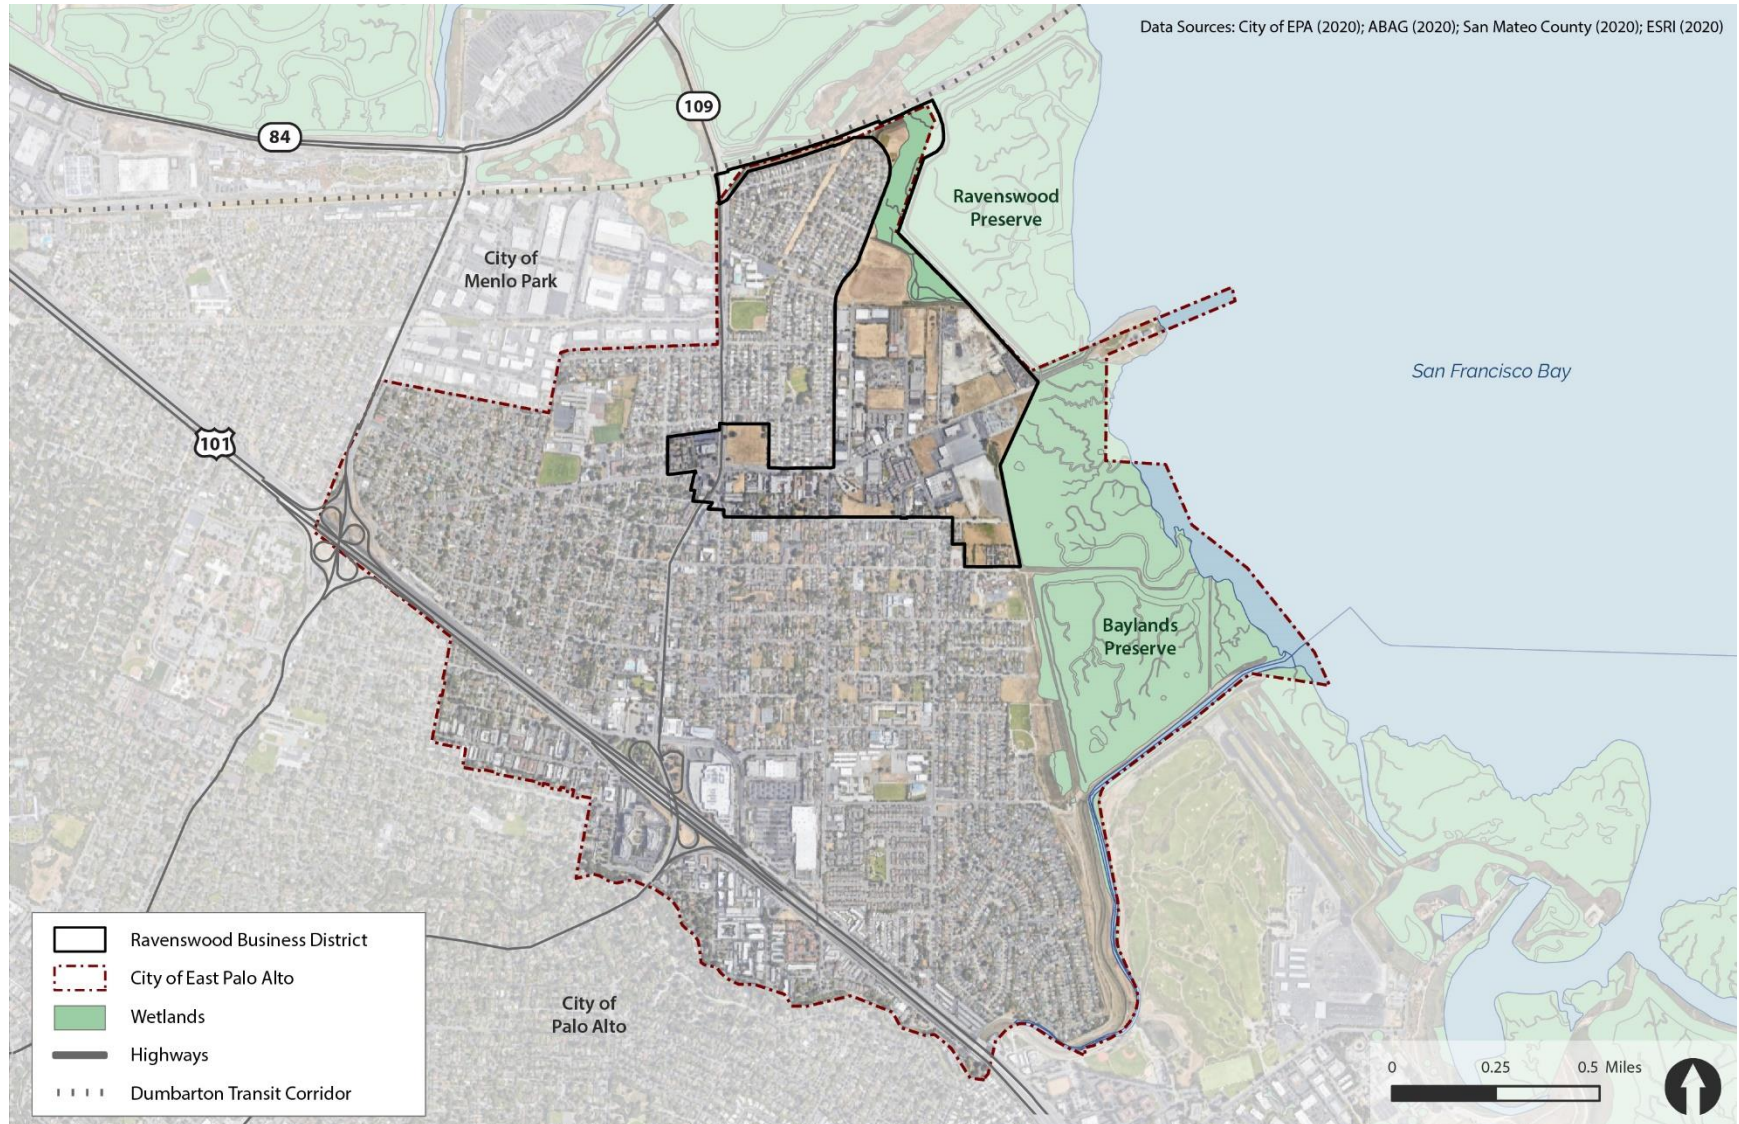 Data Sources: City of EPA (2020); ABAG (2020); San Mateo County (2020); ESRI (2020)
109
84
Ravenswood
Preserve
City of
Menlo Park
San Francisco Bay
101
Baylands
Preserve
Ravenswood Business District
City of East Palo Alto
Wetlands
Highways
Dumbarton Transit Corridor
City of
Palo Alto
0 0.25 0.5 Miles